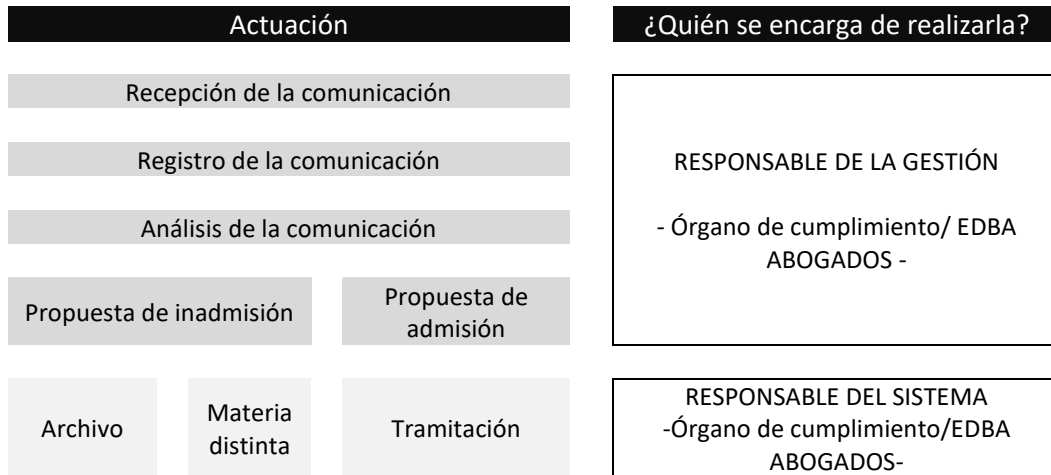 Actuación
¿Quién se encarga de realizarla?
Recepción de la comunicación
Registro de la comunicación
Análisis de la comunicación
Propuesta de inadmisión
Propuesta de
admisión
RESPONSABLE DE LA GESTIÓN
- Órgano de cumplimiento/ EDBA
ABOGADOS -
Archivo
Materia
distinta
Tramitación
RESPONSABLE DEL SISTEMA
-Órgano de cumplimiento/EDBA
ABOGADOS-